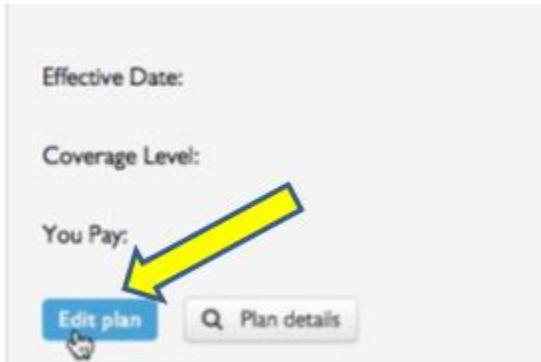 Effective Date:
Coverage Level:
You Pay:
Edit plan Plan details